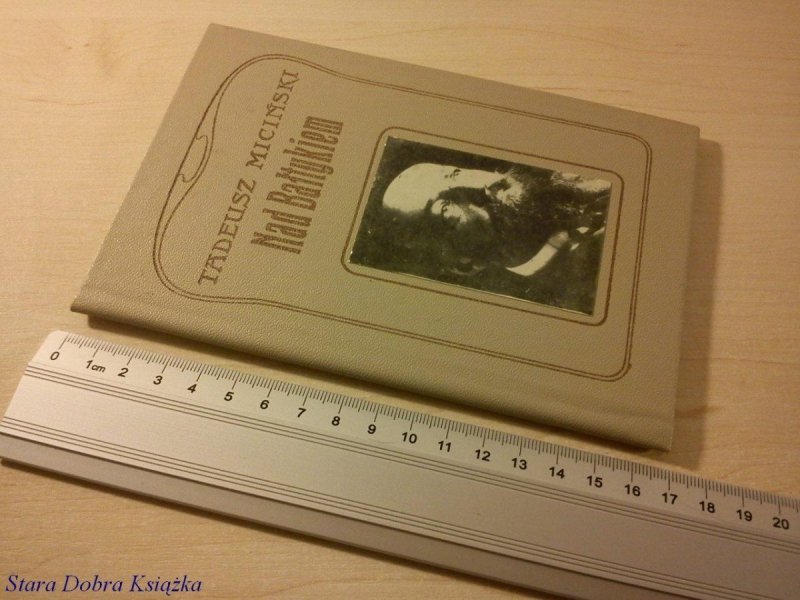 TADEUSZ MICIŃSKI
Nad Bałtykiem
0 1cm 2 3 4 5 6 7 8 9 10 11 12 13 14 15 16 17 18 19 20
Stara Dobra Książka